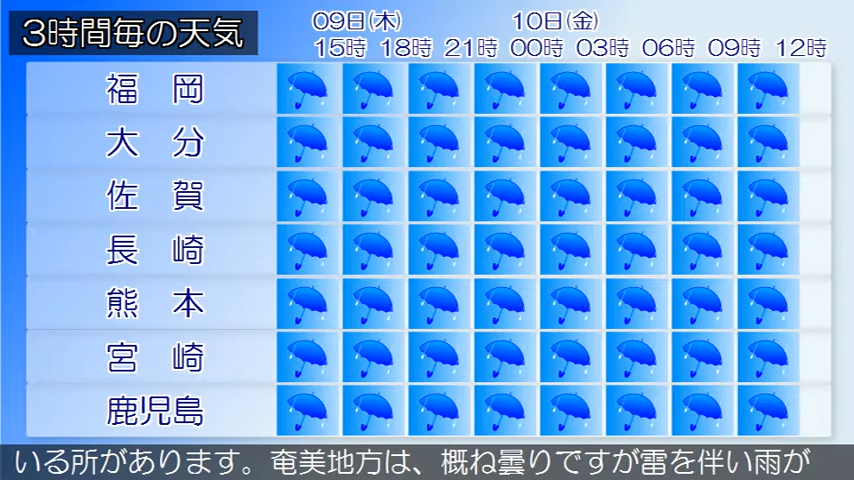 3時間毎の天気
09日(木) 10日(金)
15時 18時 21時 00時 03時 06時 09時 12時
福岡
大分
佐賀
長崎
熊本
宮崎
鹿児島
いる所があります。奄美地方は、概ね曇りですが雷を伴い雨が